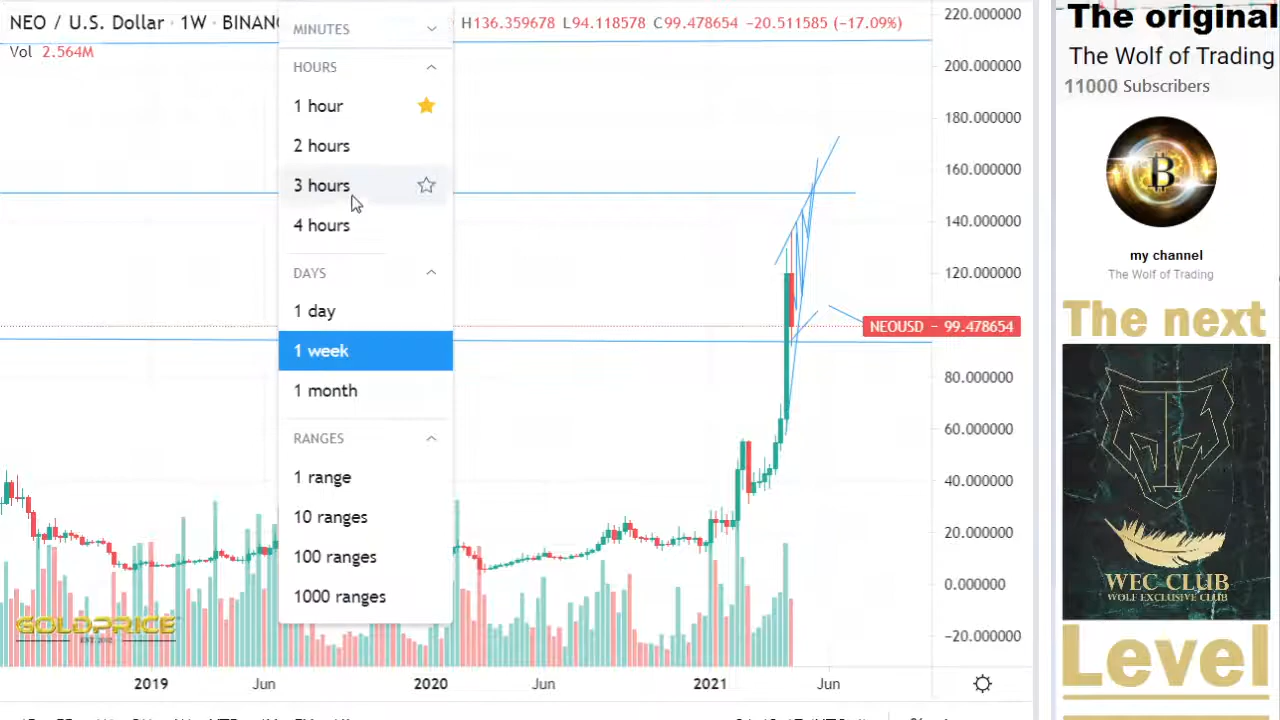 NEO / U.S. Dollar · 1W · BINANC
H136.359678 L94.118578 C99.478654 −20.511585 (−17.09%)
Vol 2.564M
MINUTES
HOURS
1 hour
2 hours
3 hours
4 hours
DAYS
1 day
1 week
1 month
RANGES
1 range
10 ranges
100 ranges
1000 ranges
220.000000
200.000000
180.000000
160.000000
140.000000
120.000000
NEOUSD − 99.478654
80.000000
60.000000
40.000000
20.000000
0.000000
−20.000000
GOLDPRICE
2019
Jun
2020
Jun
2021
Jun
The original
The Wolf of Trading
11000 Subscribers
B
my channel
The Wolf of Trading
The next
WEC CLUB
WOLF EXCLUSIVE CLUB
Level